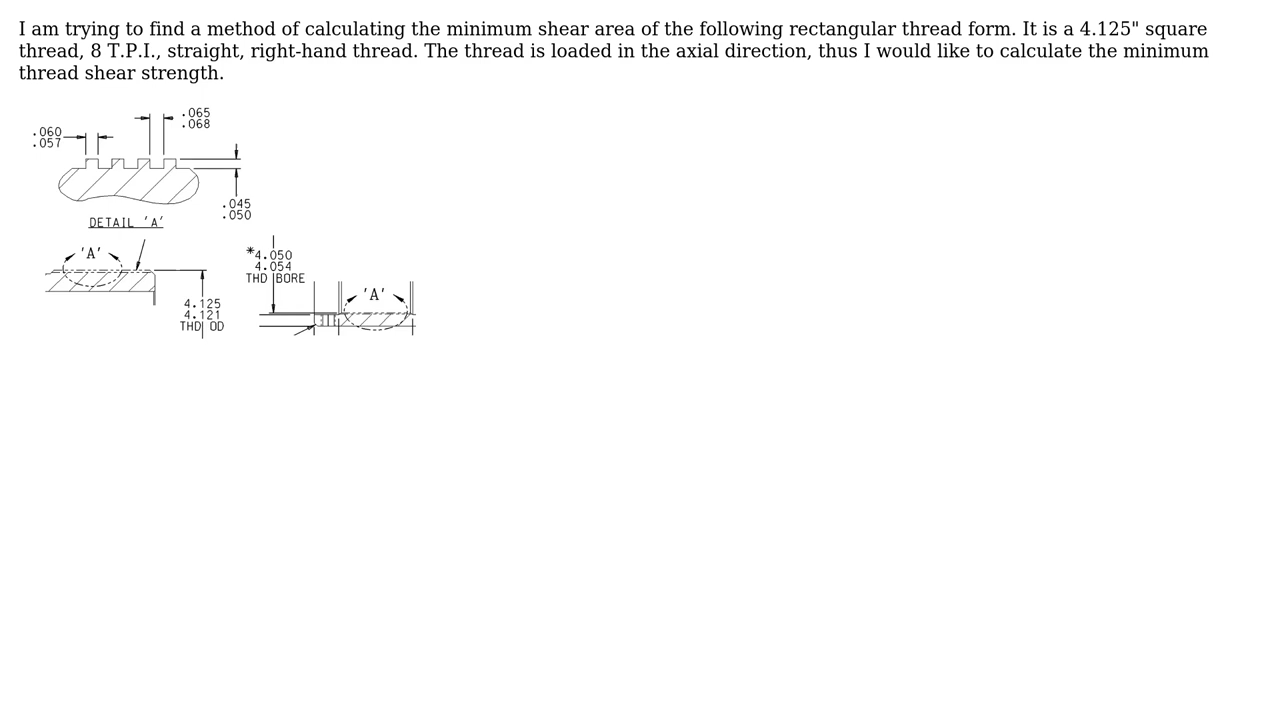 I am trying to find a method of calculating the minimum shear area of the following rectangular thread form. It is a 4.125" square
thread, 8 T.P.I., straight, right-hand thread. The thread is loaded in the axial direction, thus I would like to calculate the minimum
thread shear strength.
.065
.068
.060
.057
.045
.050
DETAIL 'A'
'A'
*4.050
4.054
THD BORE
'A'
4.125
4.121
THD OD